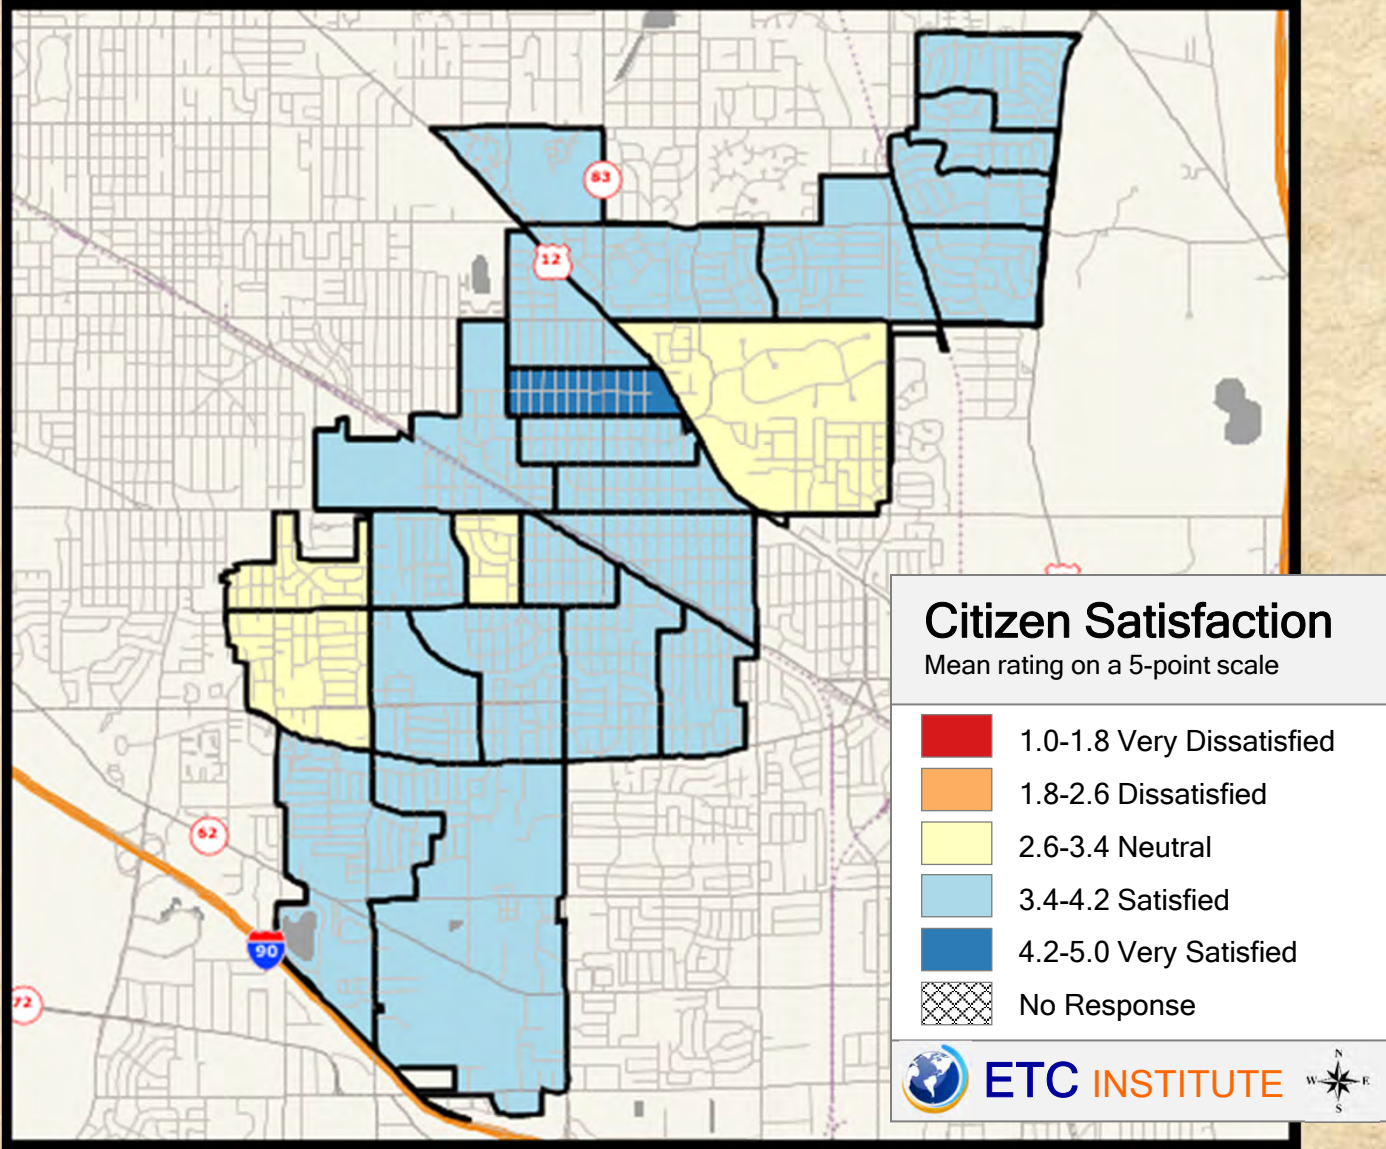 83
12
62
90
72
Citizen Satisfaction
Mean rating on a 5-point scale
1.0-1.8 Very Dissatisfied
1.8-2.6 Dissatisfied
2.6-3.4 Neutral
3.4-4.2 Satisfied
4.2-5.0 Very Satisfied
No Response
ETC INSTITUTE
N
W E
S